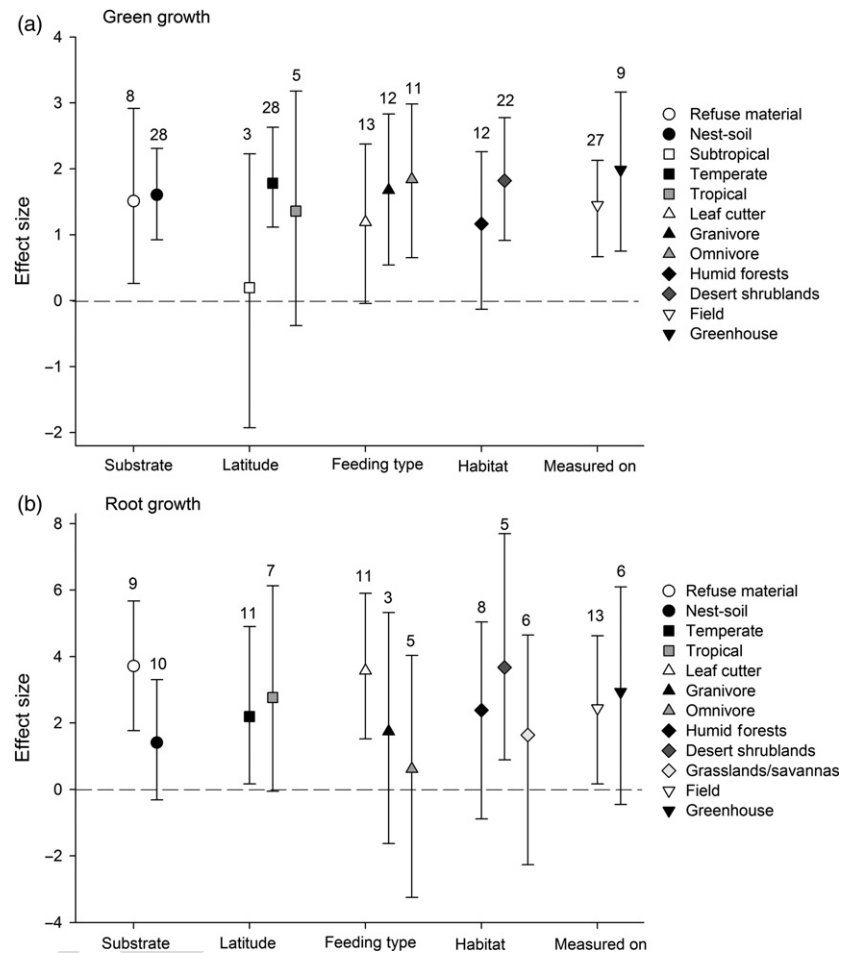 (a) Green growth
4
3
2
1
0
−1
−2
Effect size
8
28
3
28
5
13
12
11
12
22
27
9
Substrate Latitude Feeding type Habitat Measured on
Refuse material
Nest-soil
Subtropical
Temperate
Tropical
Leaf cutter
Granivore
Omnivore
Humid forests
Desert shrublands
Field
Greenhouse
(b) Root growth
8
6
4
2
0
−2
−4
Effect size
9
10
11
7
11
3
5
8
5
6
13
6
Substrate Latitude Feeding type Habitat Measured on
Refuse material
Nest-soil
Temperate
Tropical
Leaf cutter
Granivore
Omnivore
Humid forests
Desert shrublands
Grasslands/savannas
Field
Greenhouse